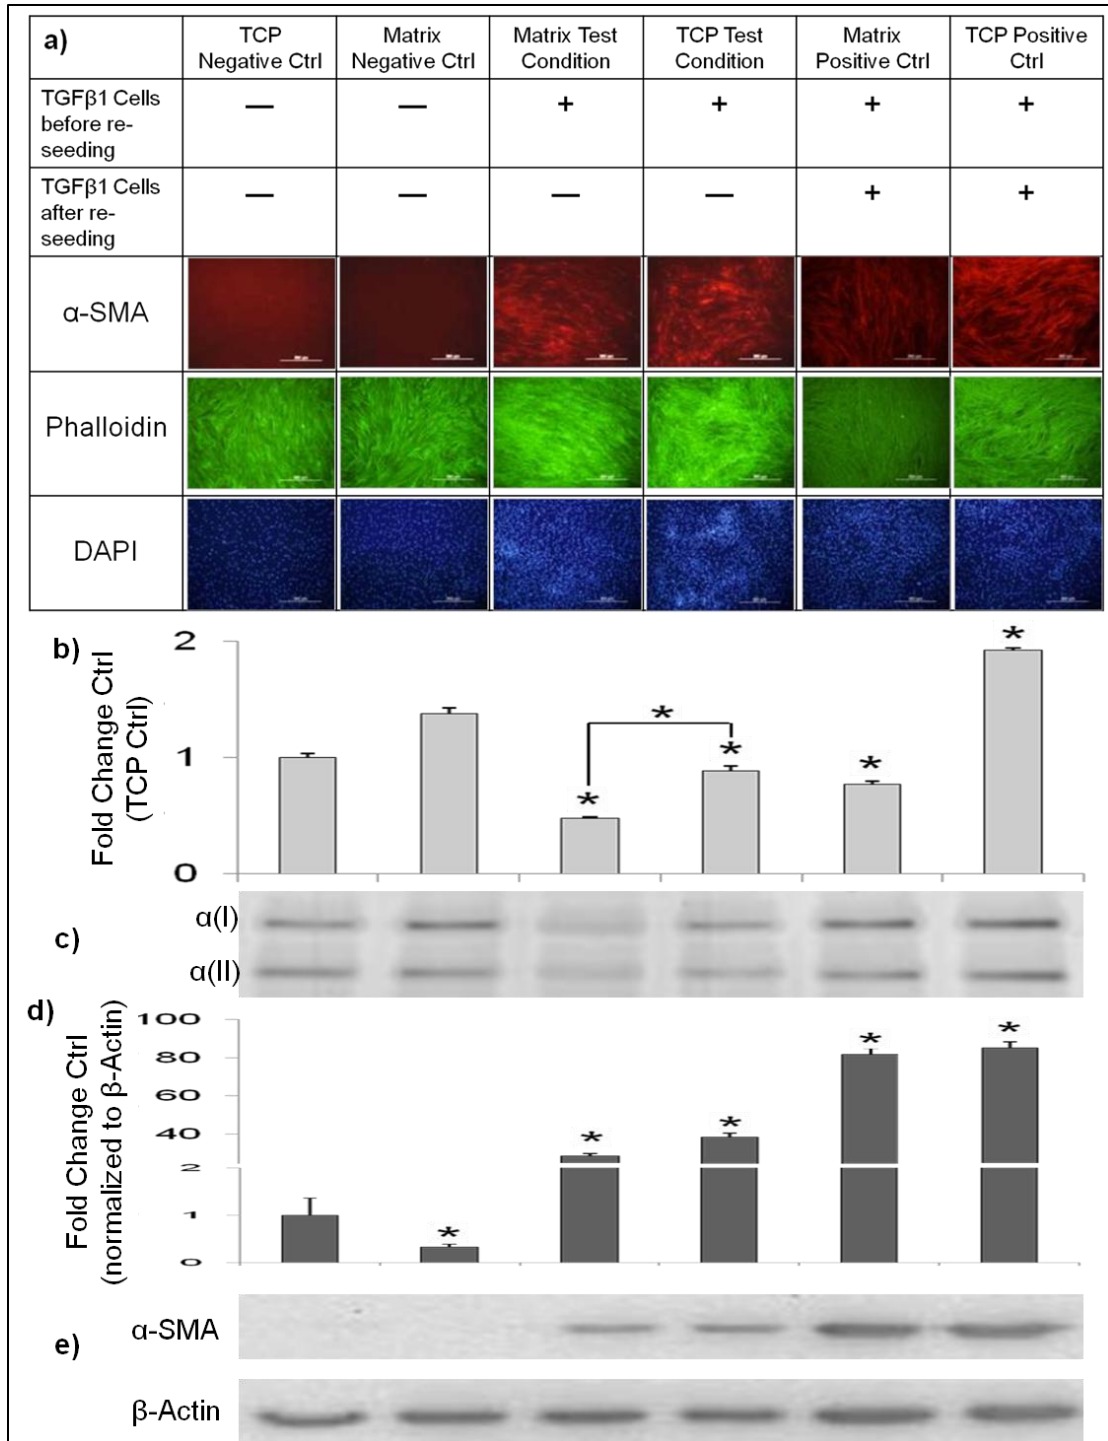 a)
TCP
Negative Ctrl
Matrix
Negative Ctrl
Matrix Test
Condition
TCP Test
Condition
Matrix
Positive Ctrl
TCP Positive
Ctrl
TGFβ1 Cells
before re-
seeding
— — + + + +
TGFβ1 Cells
after re-
seeding
— — — — + +
α-SMA
Phalloidin
DAPI
b)
Fold Change Ctrl
(TCP Ctrl)
2
1
0
* * * * *
c)
α(I)
α(II)
d)
Fold Change Ctrl
(normalized to β-Actin)
100
80
60
40
2
1
0
* * * * *
e)
α-SMA
β-Actin